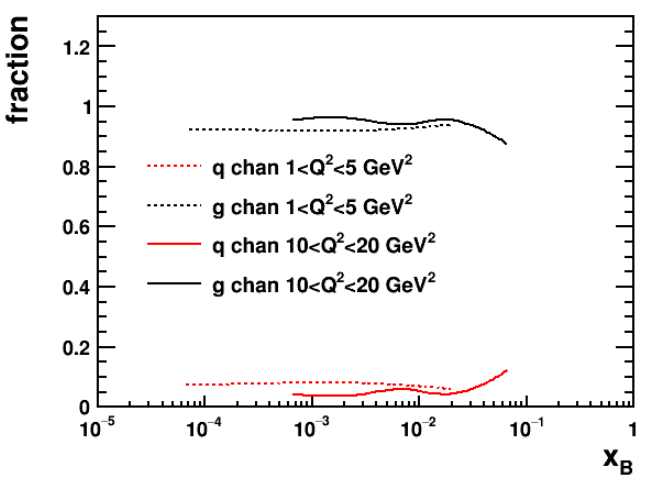 fraction
1.2
1
0.8
0.6
0.4
0.2
0
q chan 1<Q²<5 GeV²
g chan 1<Q²<5 GeV²
q chan 10<Q²<20 GeV²
g chan 10<Q²<20 GeV²
10⁻⁵ 10⁻⁴ 10⁻³ 10⁻² 10⁻¹ 1
x_B